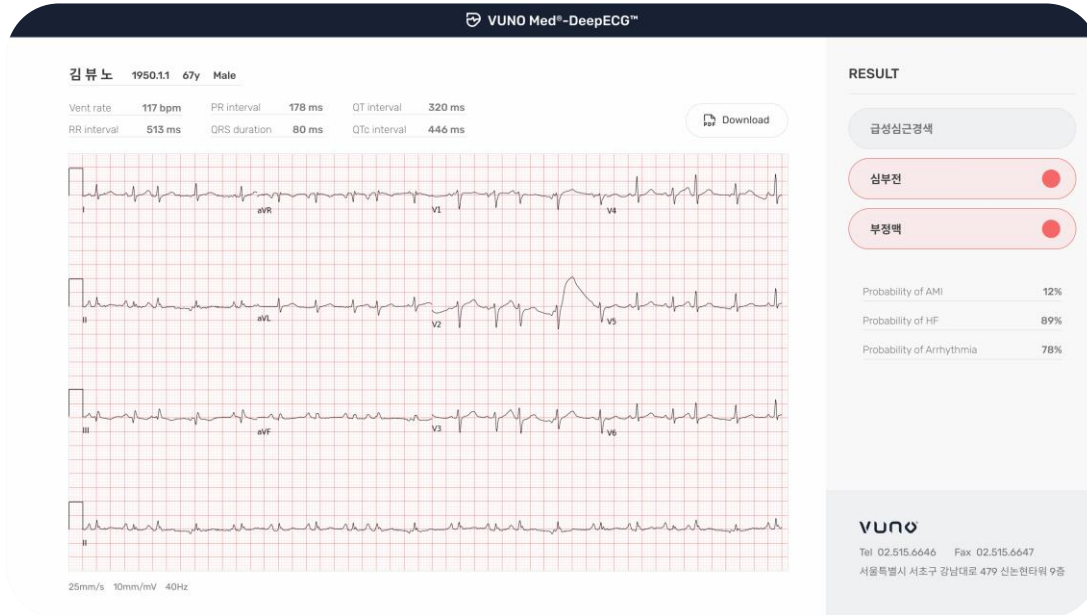 VUNO Med®-DeepECG™
김뷰노 1950.1.1 67y Male
Vent rate 117 bpm PR interval 178 ms QT interval 320 ms
RR interval 513 ms QRS duration 80 ms QTc interval 446 ms
PDF Download
I aVR V1 V4
II aVL V2 V5
III aVF V3 V6
II
25mm/s 10mm/mV 40Hz
RESULT
급성심근경색
심부전
부정맥
Probability of AMI 12%
Probability of HF 89%
Probability of Arrhythmia 78%
VUNO
Tel 02.515.6646 Fax 02.515.6647
서울특별시 서초구 강남대로 479 신논현타워 9층